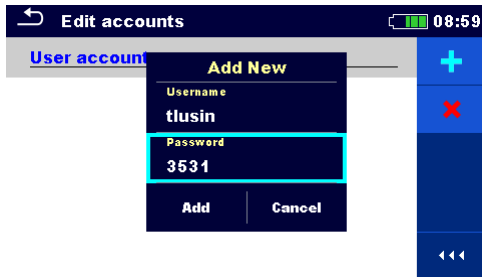 Edit accounts
08:59
User account
Add New
Username
tlusin
Password
3531
Add
Cancel